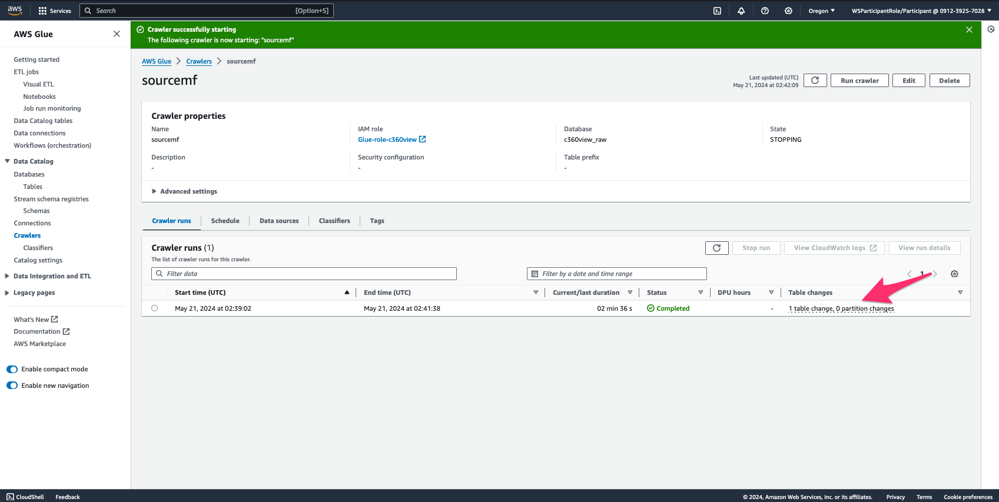 aws
Services
Search
[Option+S]
Oregon
WSParticipantRole/Participant @ 0912-3925-7028
AWS Glue
Getting started
ETL jobs
Visual ETL
Notebooks
Job run monitoring
Data Catalog tables
Data connections
Workflows (orchestration)
Data Catalog
Databases
Tables
Stream schema registries
Schemas
Connections
Crawlers
Classifiers
Catalog settings
Data Integration and ETL
Legacy pages
What's New
Documentation
AWS Marketplace
Enable compact mode
Enable new navigation
Crawler successfully starting
The following crawler is now starting: "sourcemf"
AWS Glue
Crawlers
sourcemf
sourcemf
Last updated (UTC)
May 21, 2024 at 02:42:09
Run crawler
Edit
Delete
Crawler properties
Name
sourcemf
IAM role
Glue-role-c360view
Database
c360view_raw
State
STOPPING
Description
-
Security configuration
-
Table prefix
-
Advanced settings
Crawler runs
Schedule
Data sources
Classifiers
Tags
Crawler runs (1)
The list of crawler runs for this crawler.
Stop run
View CloudWatch logs
View run details
Filter data
Filter by a date and time range
1
Start time (UTC)
End time (UTC)
Current/last duration
Status
DPU hours
Table changes
May 21, 2024 at 02:39:02
May 21, 2024 at 02:41:38
02 min 36 s
Completed
-
1 table change, 0 partition changes
CloudShell
Feedback
© 2024, Amazon Web Services, Inc. or its affiliates.
Privacy
Terms
Cookie preferences